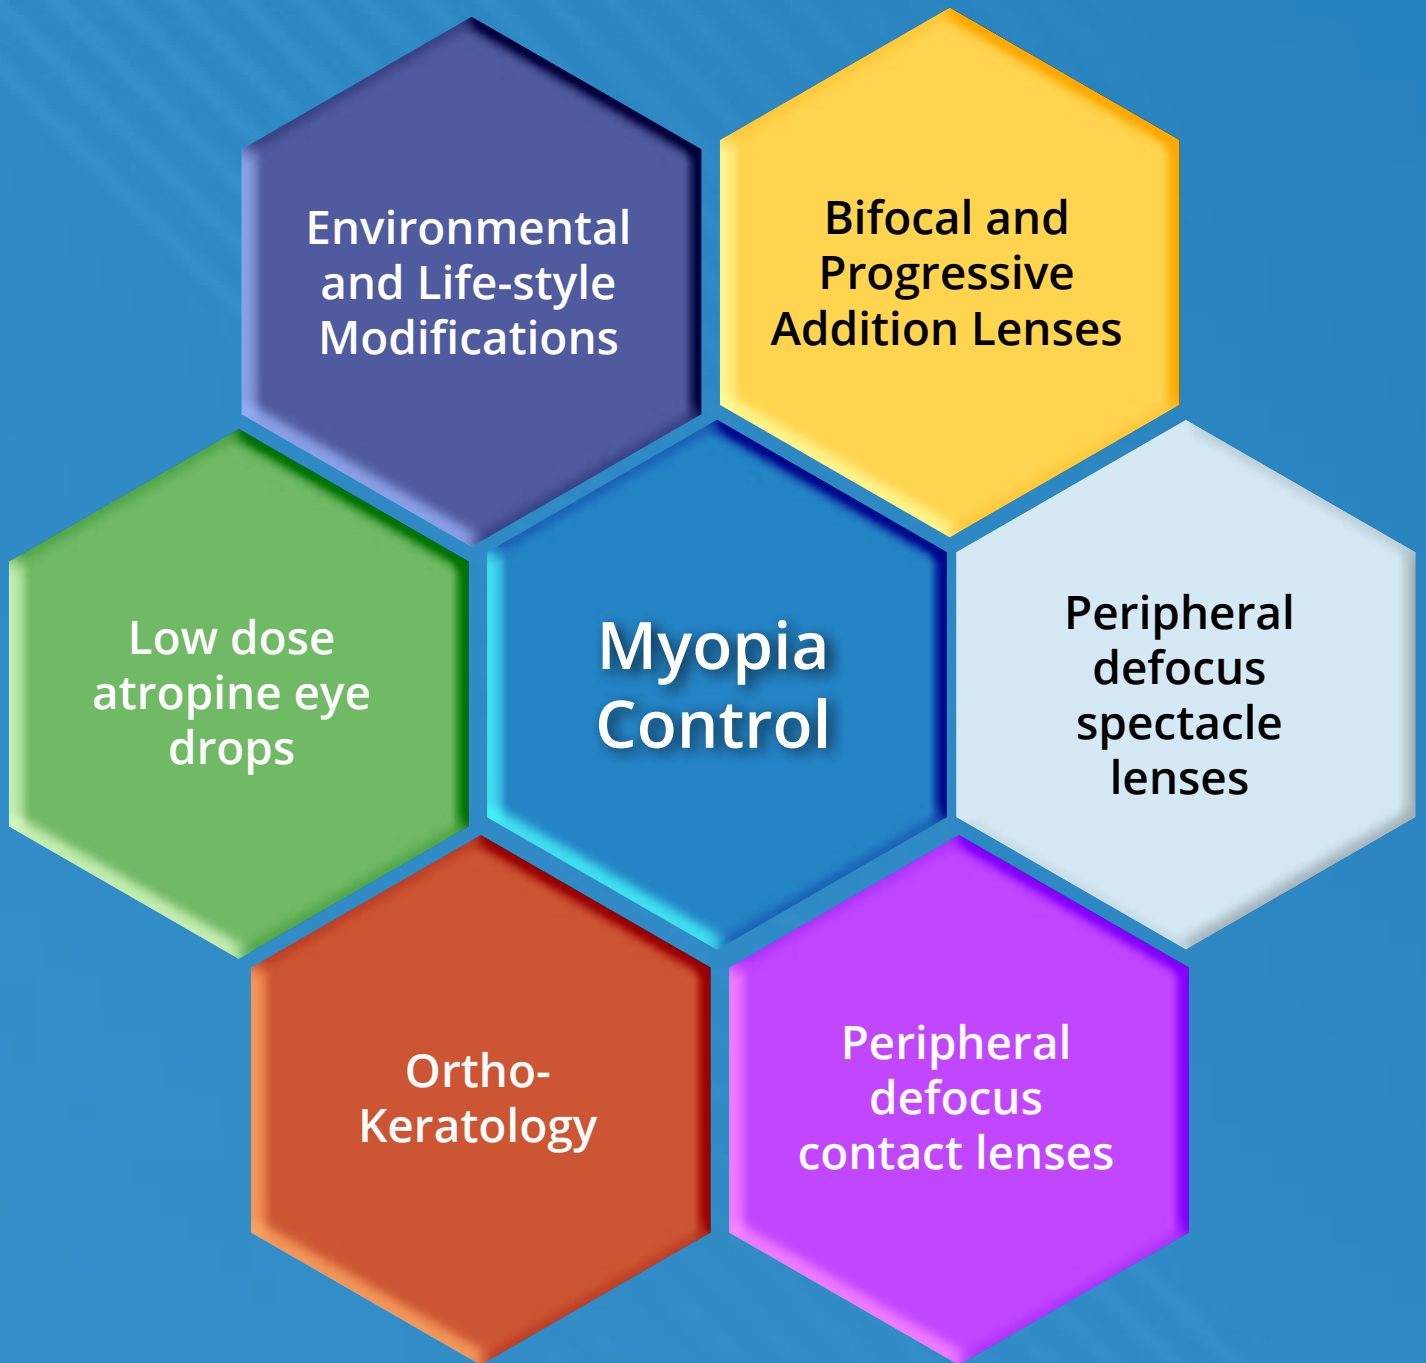 Environmental
and Life-style
Modifications
Bifocal and
Progressive
Addition Lenses
Low dose
atropine eye
drops
Myopia
Control
Peripheral
defocus
spectacle
lenses
Ortho-
Keratology
Peripheral
defocus
contact lenses